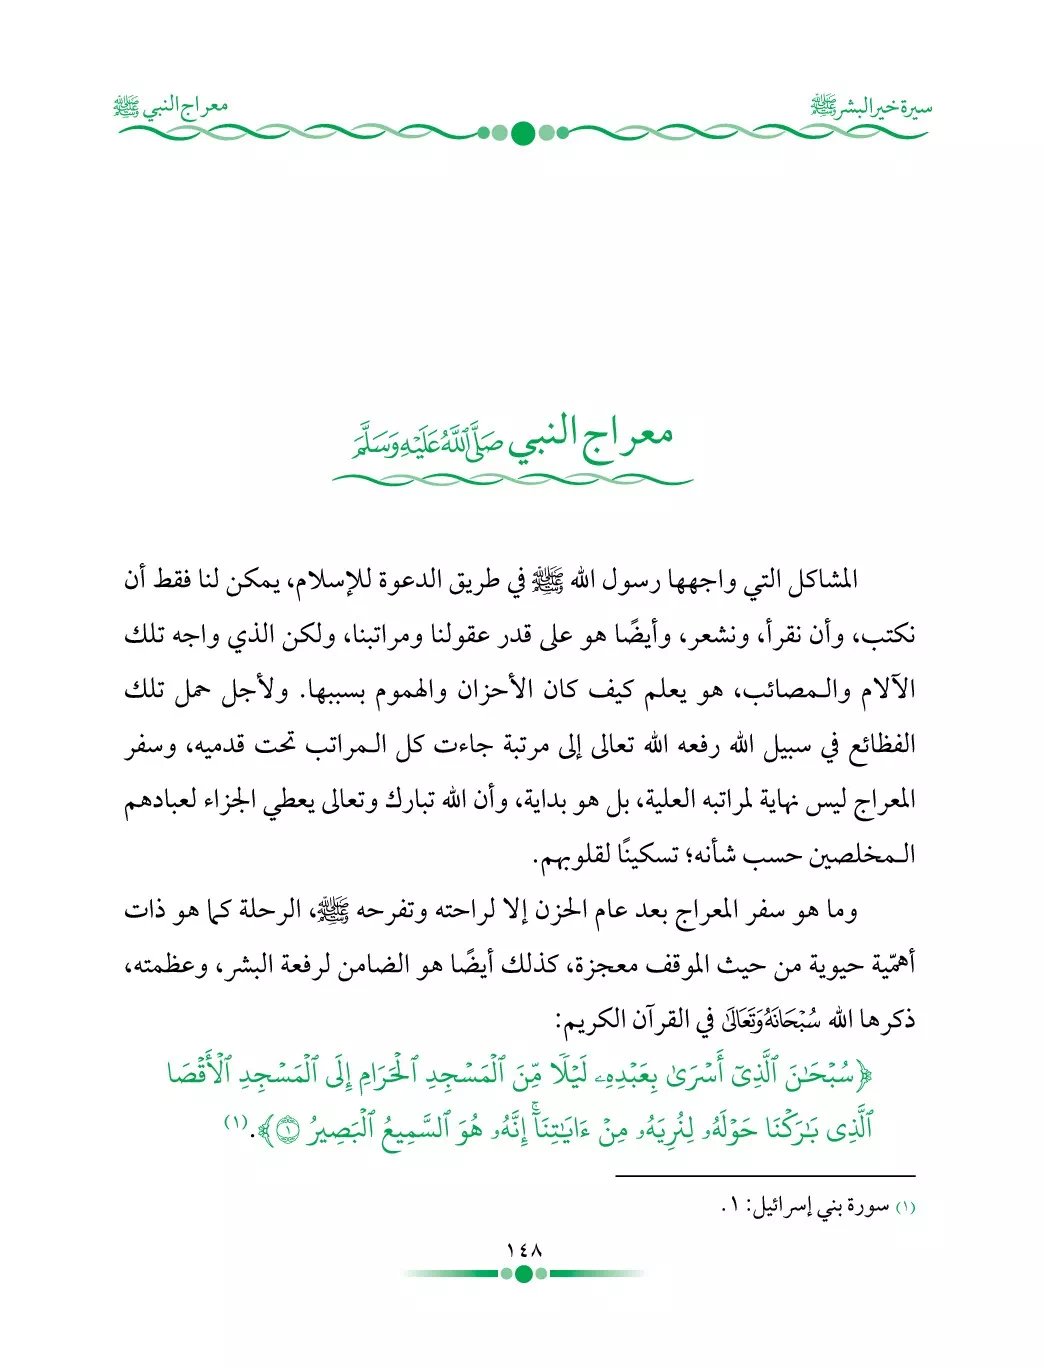 سيرة خير البشر ﷺ
معراج النبي ﷺ
معراج النبي صَلَّى ٱللَّهُ عَلَيْهِ وَسَلَّمَ
المشاكل التي واجهها رسول الله ﷺ في طريق الدعوة للإسلام، يمكن لنا فقط أن
نكتب، وأن نقرأ، ونشعر، وأيضًا هو على قدر عقولنا ومراتبنا، ولكن الذي واجه تلك
الآلام والـمصائب، هو يعلم كيف كان الأحزان والهموم بسببها. ولأجل حمل تلك
الفظائع في سبيل الله رفعه الله تعالى إلى مرتبة جاءت كل الـمراتب تحت قدميه، وسفر
المعراج ليس نهاية لمراتبه العلية، بل هو بداية، وأن الله تبارك وتعالى يعطي الجزاء لعبادهم
الـمخلصين حسب شأنه؛ تسكينًا لقلوبهم.
وما هو سفر المعراج بعد عام الحزن إلا لراحته وتفرحه ﷺ، الرحلة كما هو ذات
أهمّية حيوية من حيث الموقف معجزة، كذلك أيضًا هو الضامن لرفعة البشر، وعظمته،
ذكرها الله سُبْحَانَهُ وَتَعَالَىٰ في القرآن الكريم:
﴿سُبْحَـٰنَ ٱلَّذِىٓ أَسْرَىٰ بِعَبْدِهِۦ لَيْلًا مِّنَ ٱلْمَسْجِدِ ٱلْحَرَامِ إِلَى ٱلْمَسْجِدِ ٱلْأَقْصَا
ٱلَّذِى بَـٰرَكْنَا حَوْلَهُۥ لِنُرِيَهُۥ مِنْ ءَايَـٰتِنَآ ۚ إِنَّهُۥ هُوَ ٱلسَّمِيعُ ٱلْبَصِيرُ ۝١﴾.(١)
(١) سورة بني إسرائيل: ١.
١٤٨